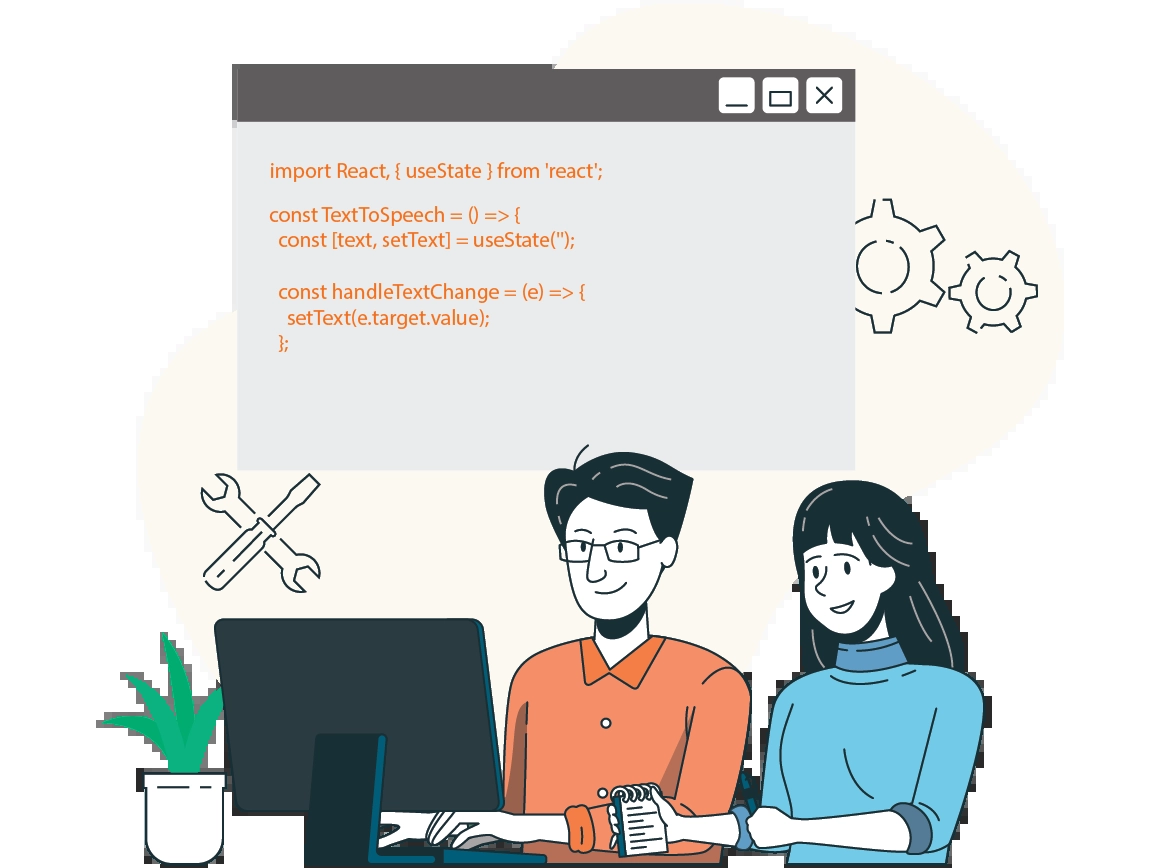 import React, { useState } from 'react';
const TextToSpeech = () => {
const [text, setText] = useState('');
const handleTextChange = (e) => {
setText(e.target.value);
};